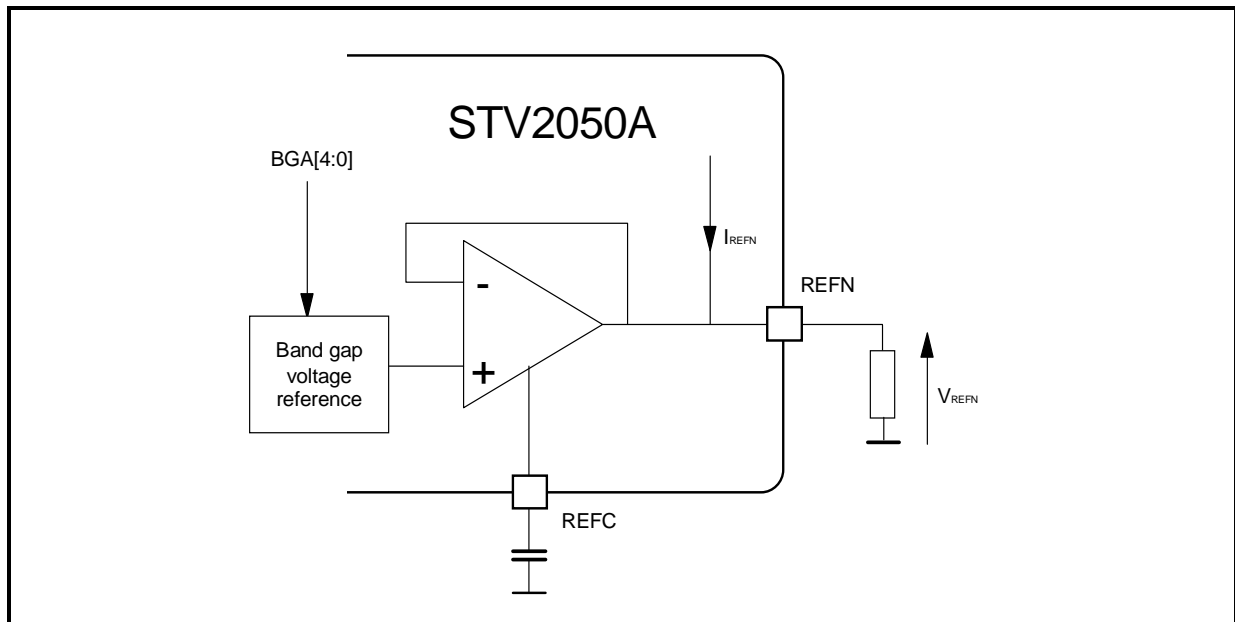 STV2050A
BGA[4:0]
IREFN
REFN
-
+
Band gap
voltage
reference
VREFN
REFC